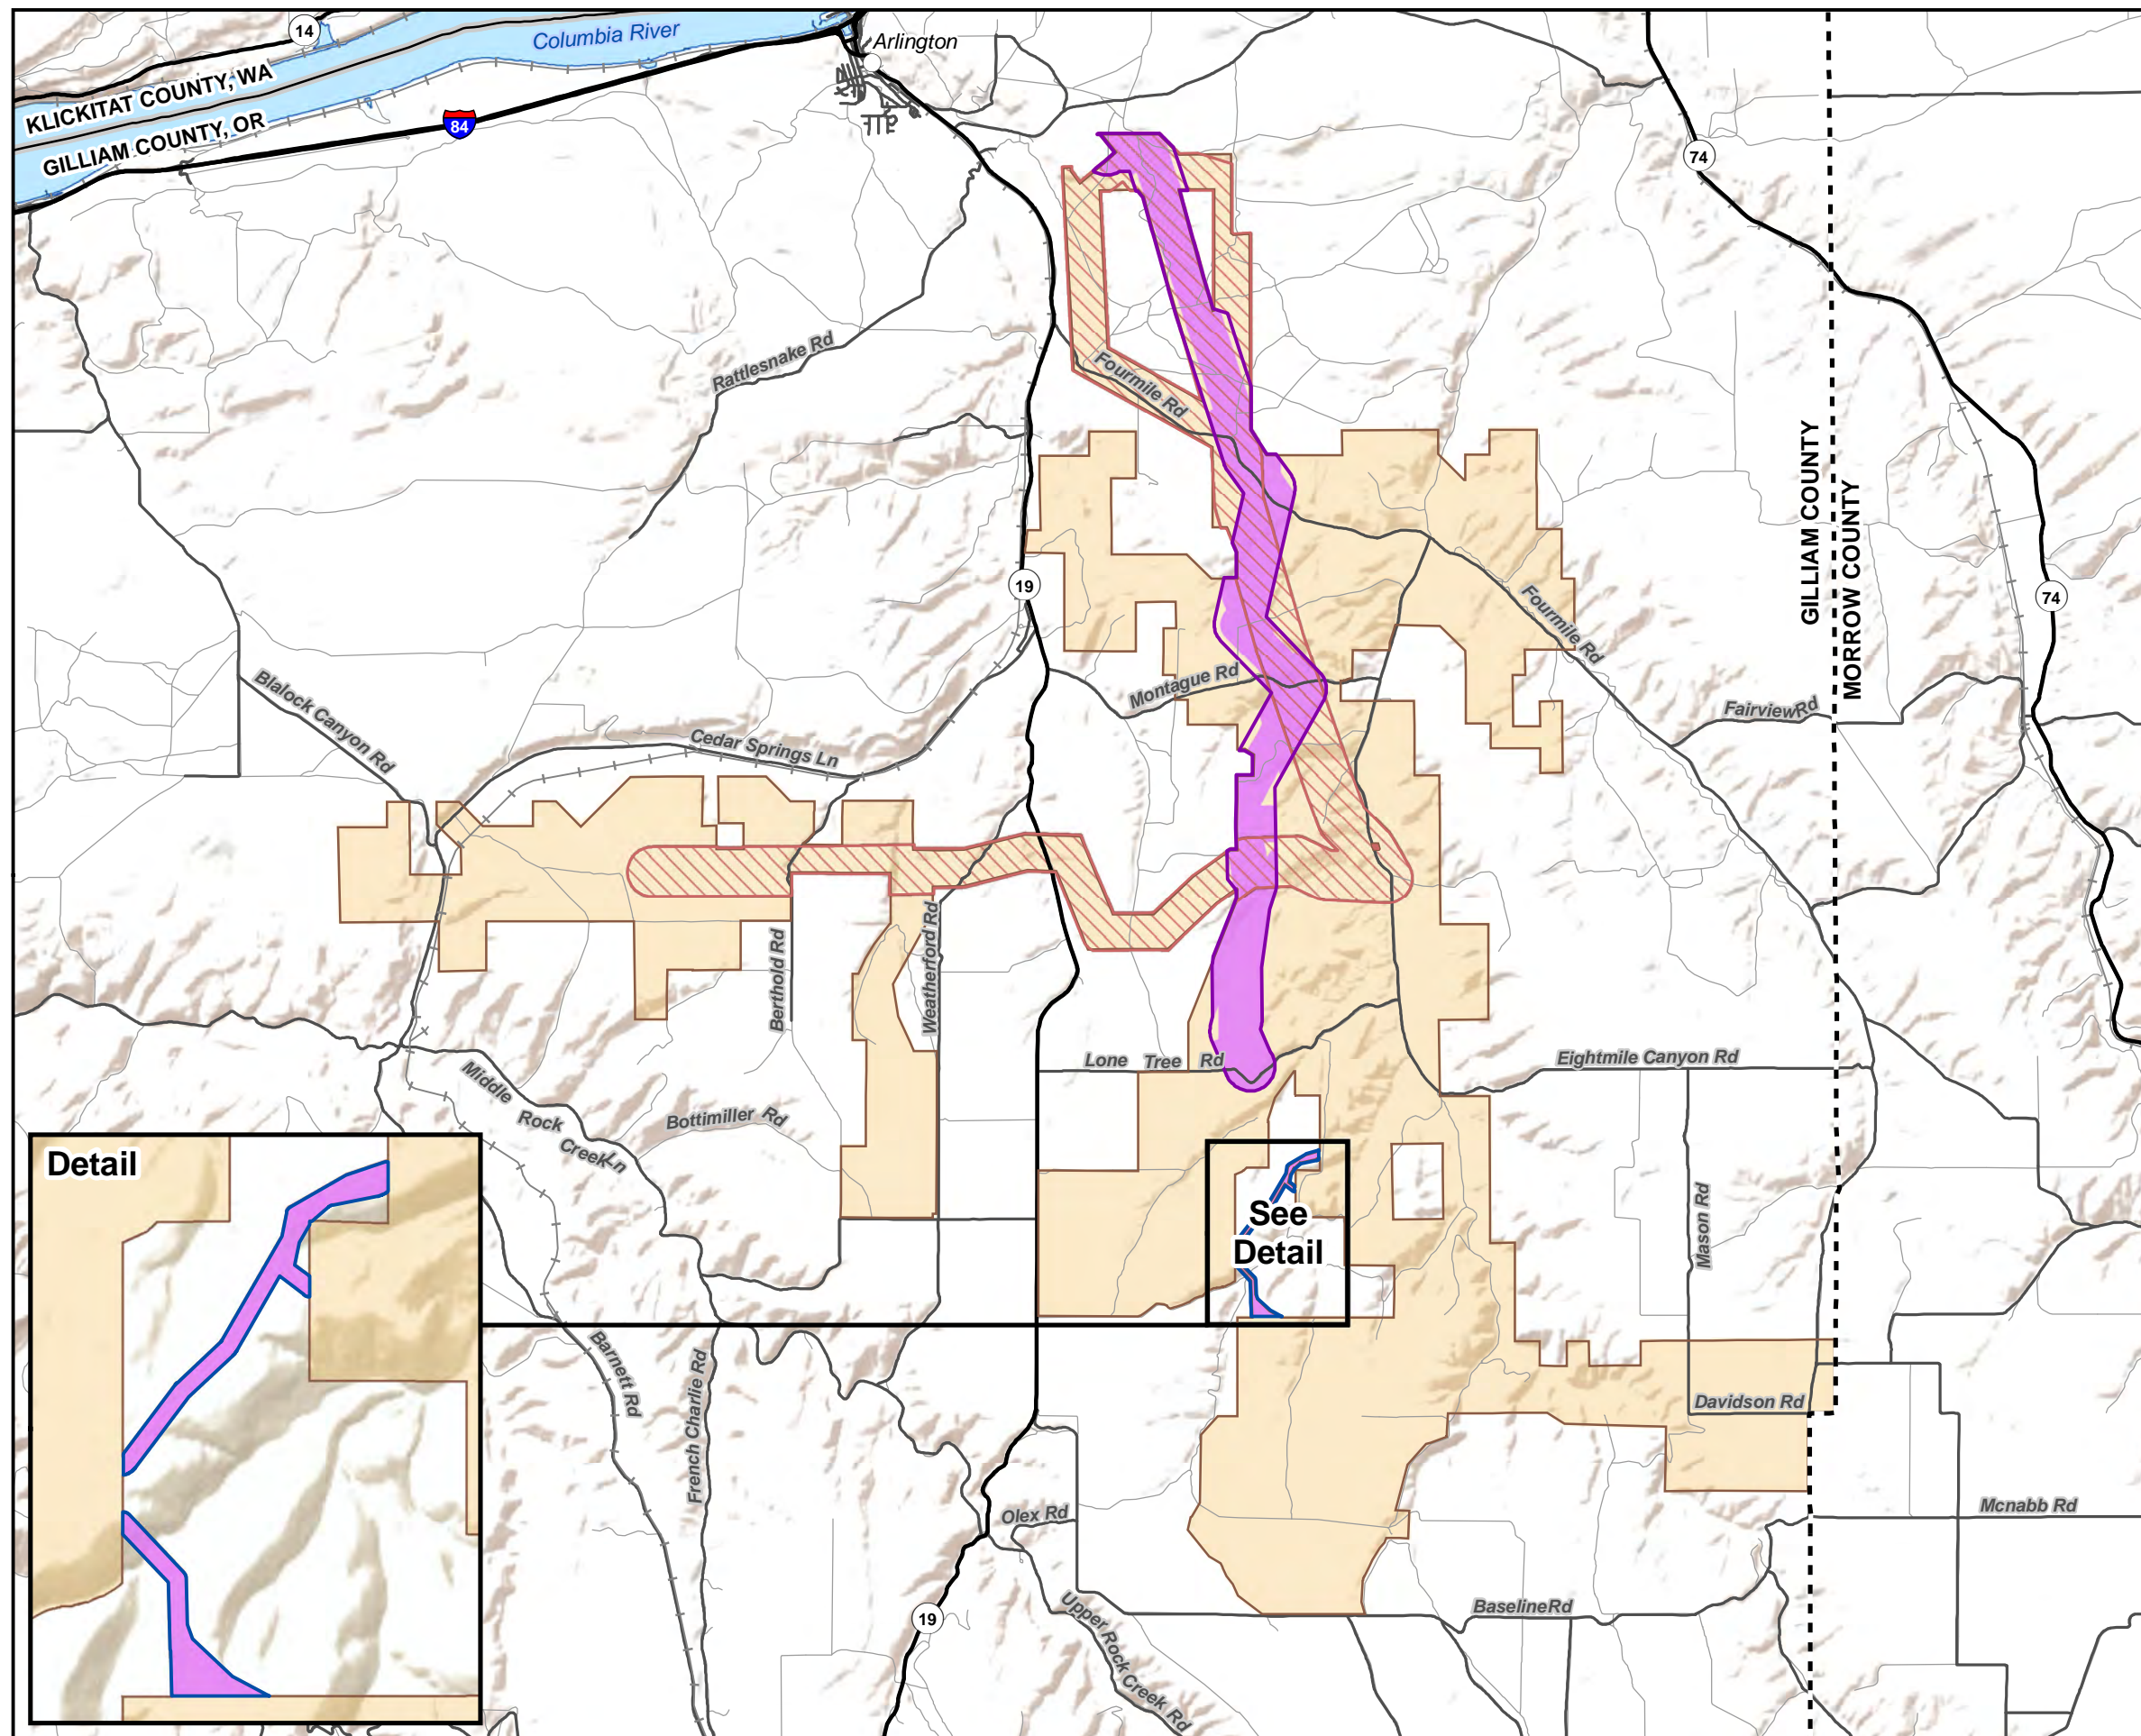 14
Columbia River
Arlington
KLICKITAT COUNTY, WA
84
GILLIAM COUNTY, OR
74
Rattlesnake Rd
Fourmile Rd
GILLIAM COUNTY
MORROW COUNTY
19
74
Fourmile Rd
Blalock Canyon Rd
Montague Rd
FairviewRd
Cedar Springs Ln
Berthold Rd
Weatherford Rd
Lone Tree Rd
Eightmile Canyon Rd
Middle Rock CreekLn
Bottimiller Rd
Detail
See
Detail
Mason Rd
Barnett Rd
French Charlie Rd
Davidson Rd
Olex Rd
Mcnabb Rd
BaselineRd
19
Upper Rock Creek Rd